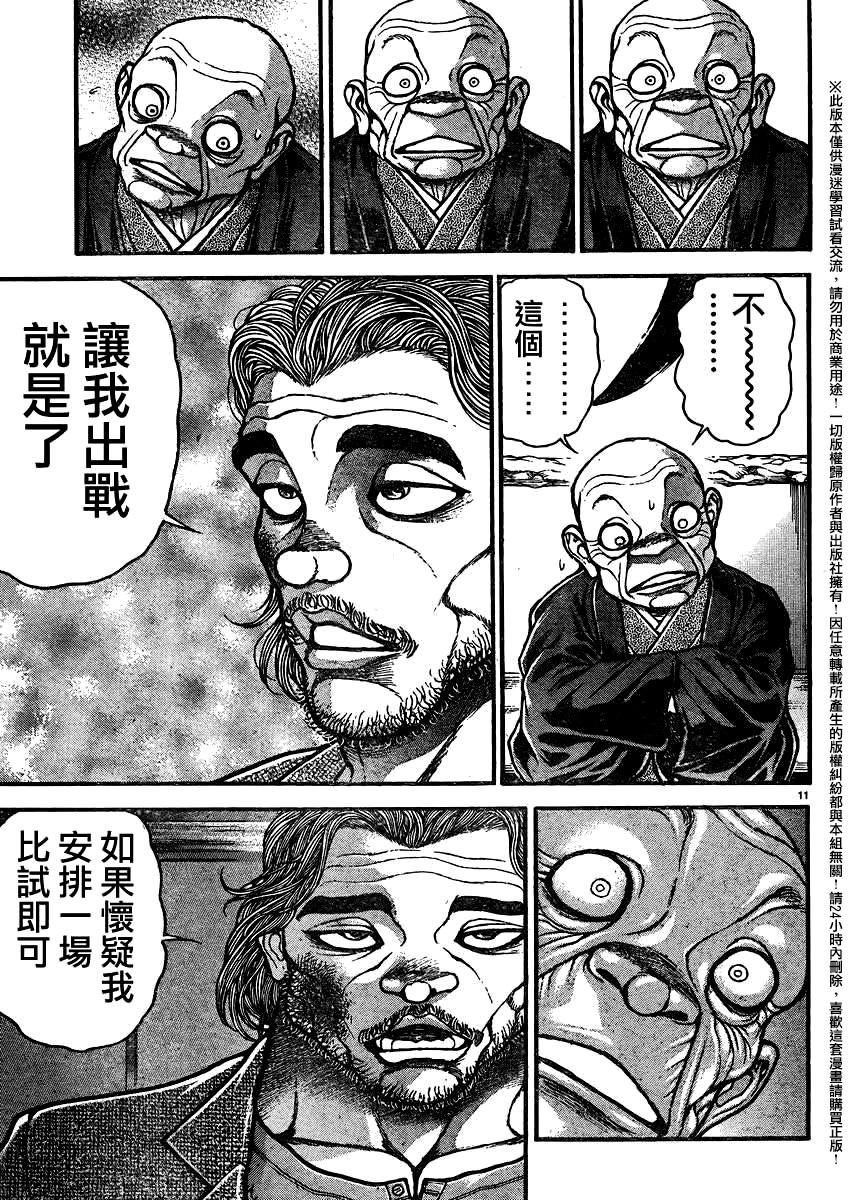 不～～～
………
………
這個………
讓我出戰
就是了
11
如果懷疑我
安排一場
比試即可
※此版本僅供漫迷學習試看交流，請勿用於商業用途！一切版權歸原作者與出版社擁有！因任意轉載所產生的版權糾紛都與本組無關！請24小時內刪除，喜歡這套漫畫請購買正版！